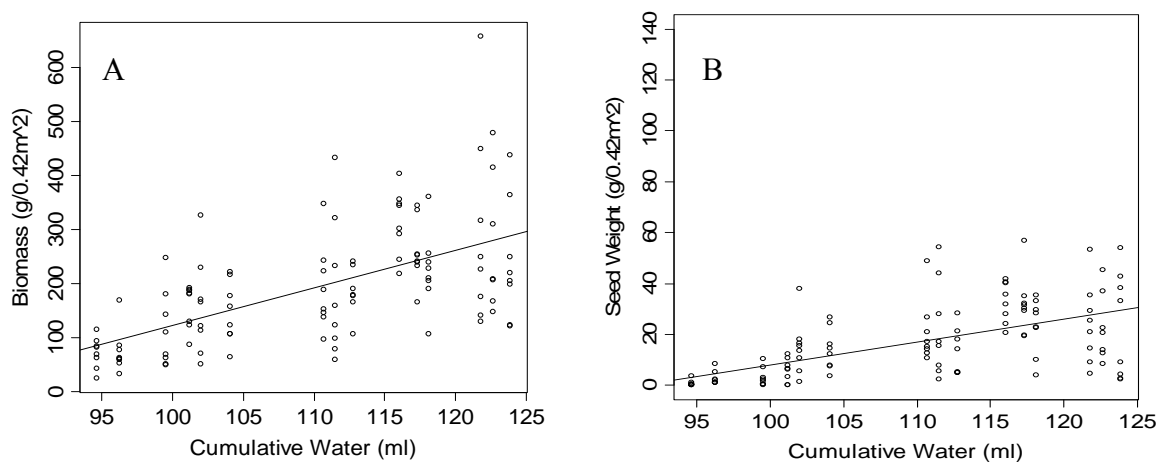 A
Biomass (g/0.42m^2)
0 100 200 300 400 500 600
95 100 105 110 115 120 125
Cumulative Water (ml)
B
Seed Weight (g/0.42m^2)
0 20 40 60 80 100 120 140
95 100 105 110 115 120 125
Cumulative Water (ml)